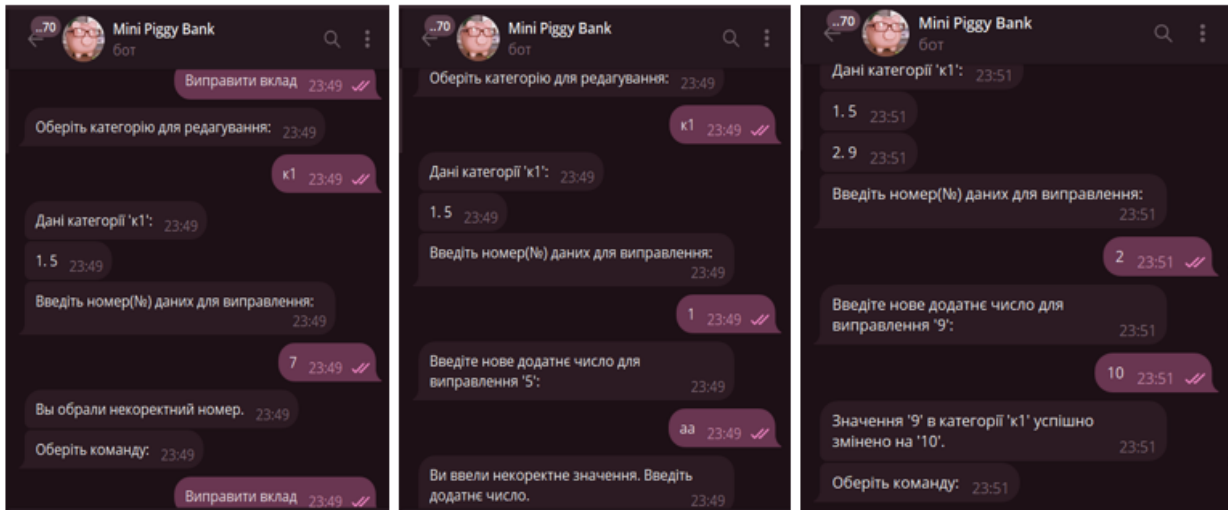 ..70
Mini Piggy Bank
бот
Виправити вклад 23:49
Оберіть категорію для редагування: 23:49
к1 23:49
Дані категорії 'к1': 23:49
1. 5 23:49
Введіть номер(№) даних для виправлення:
23:49
7 23:49
Вы обрали некоректний номер. 23:49
Оберіть команду: 23:49
Виправити вклад 23:49
..70
Mini Piggy Bank
бот
Оберіть категорію для редагування: 23:49
к1 23:49
Дані категорії 'к1': 23:49
1. 5 23:49
Введіть номер(№) даних для виправлення:
23:49
1 23:49
Введіте нове додатнє число для
виправлення '5': 23:49
аа 23:49
Ви ввели некоректне значення. Введіть
додатнє число. 23:49
..70
Mini Piggy Bank
бот
Дані категорії 'к1': 23:51
1. 5 23:51
2. 9 23:51
Введіть номер(№) даних для виправлення:
23:51
2 23:51
Введіте нове додатнє число для
виправлення '9': 23:51
10 23:51
Значення '9' в категорії 'к1' успішно
змінено на '10'. 23:51
Оберіть команду: 23:51